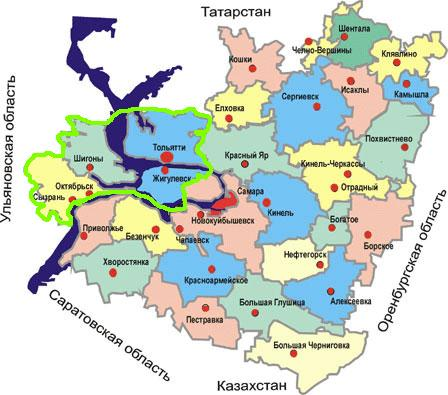 Татарстан
Шентала
Челно-Вершины
Клявлино
Кошки
Исаклы
Камышла
Сергиевск
Елховка
Похвистнево
Ульяновская область
Тольятти
Шигоны
Красный Яр
Кинель-Черкассы
Жигулевск
Октябрьск
Отрадный
Сызрань
Самара
Кинель
Новокуйбышевск
Богатое
Приволжье
Безенчук
Чапаевск
Борское
Нефтегорск
Хворостянка
Красноармейское
Алексеевка
Большая Глушица
Пестравка
Оренбургская область
Саратовская область
Большая Черниговка
Казахстан